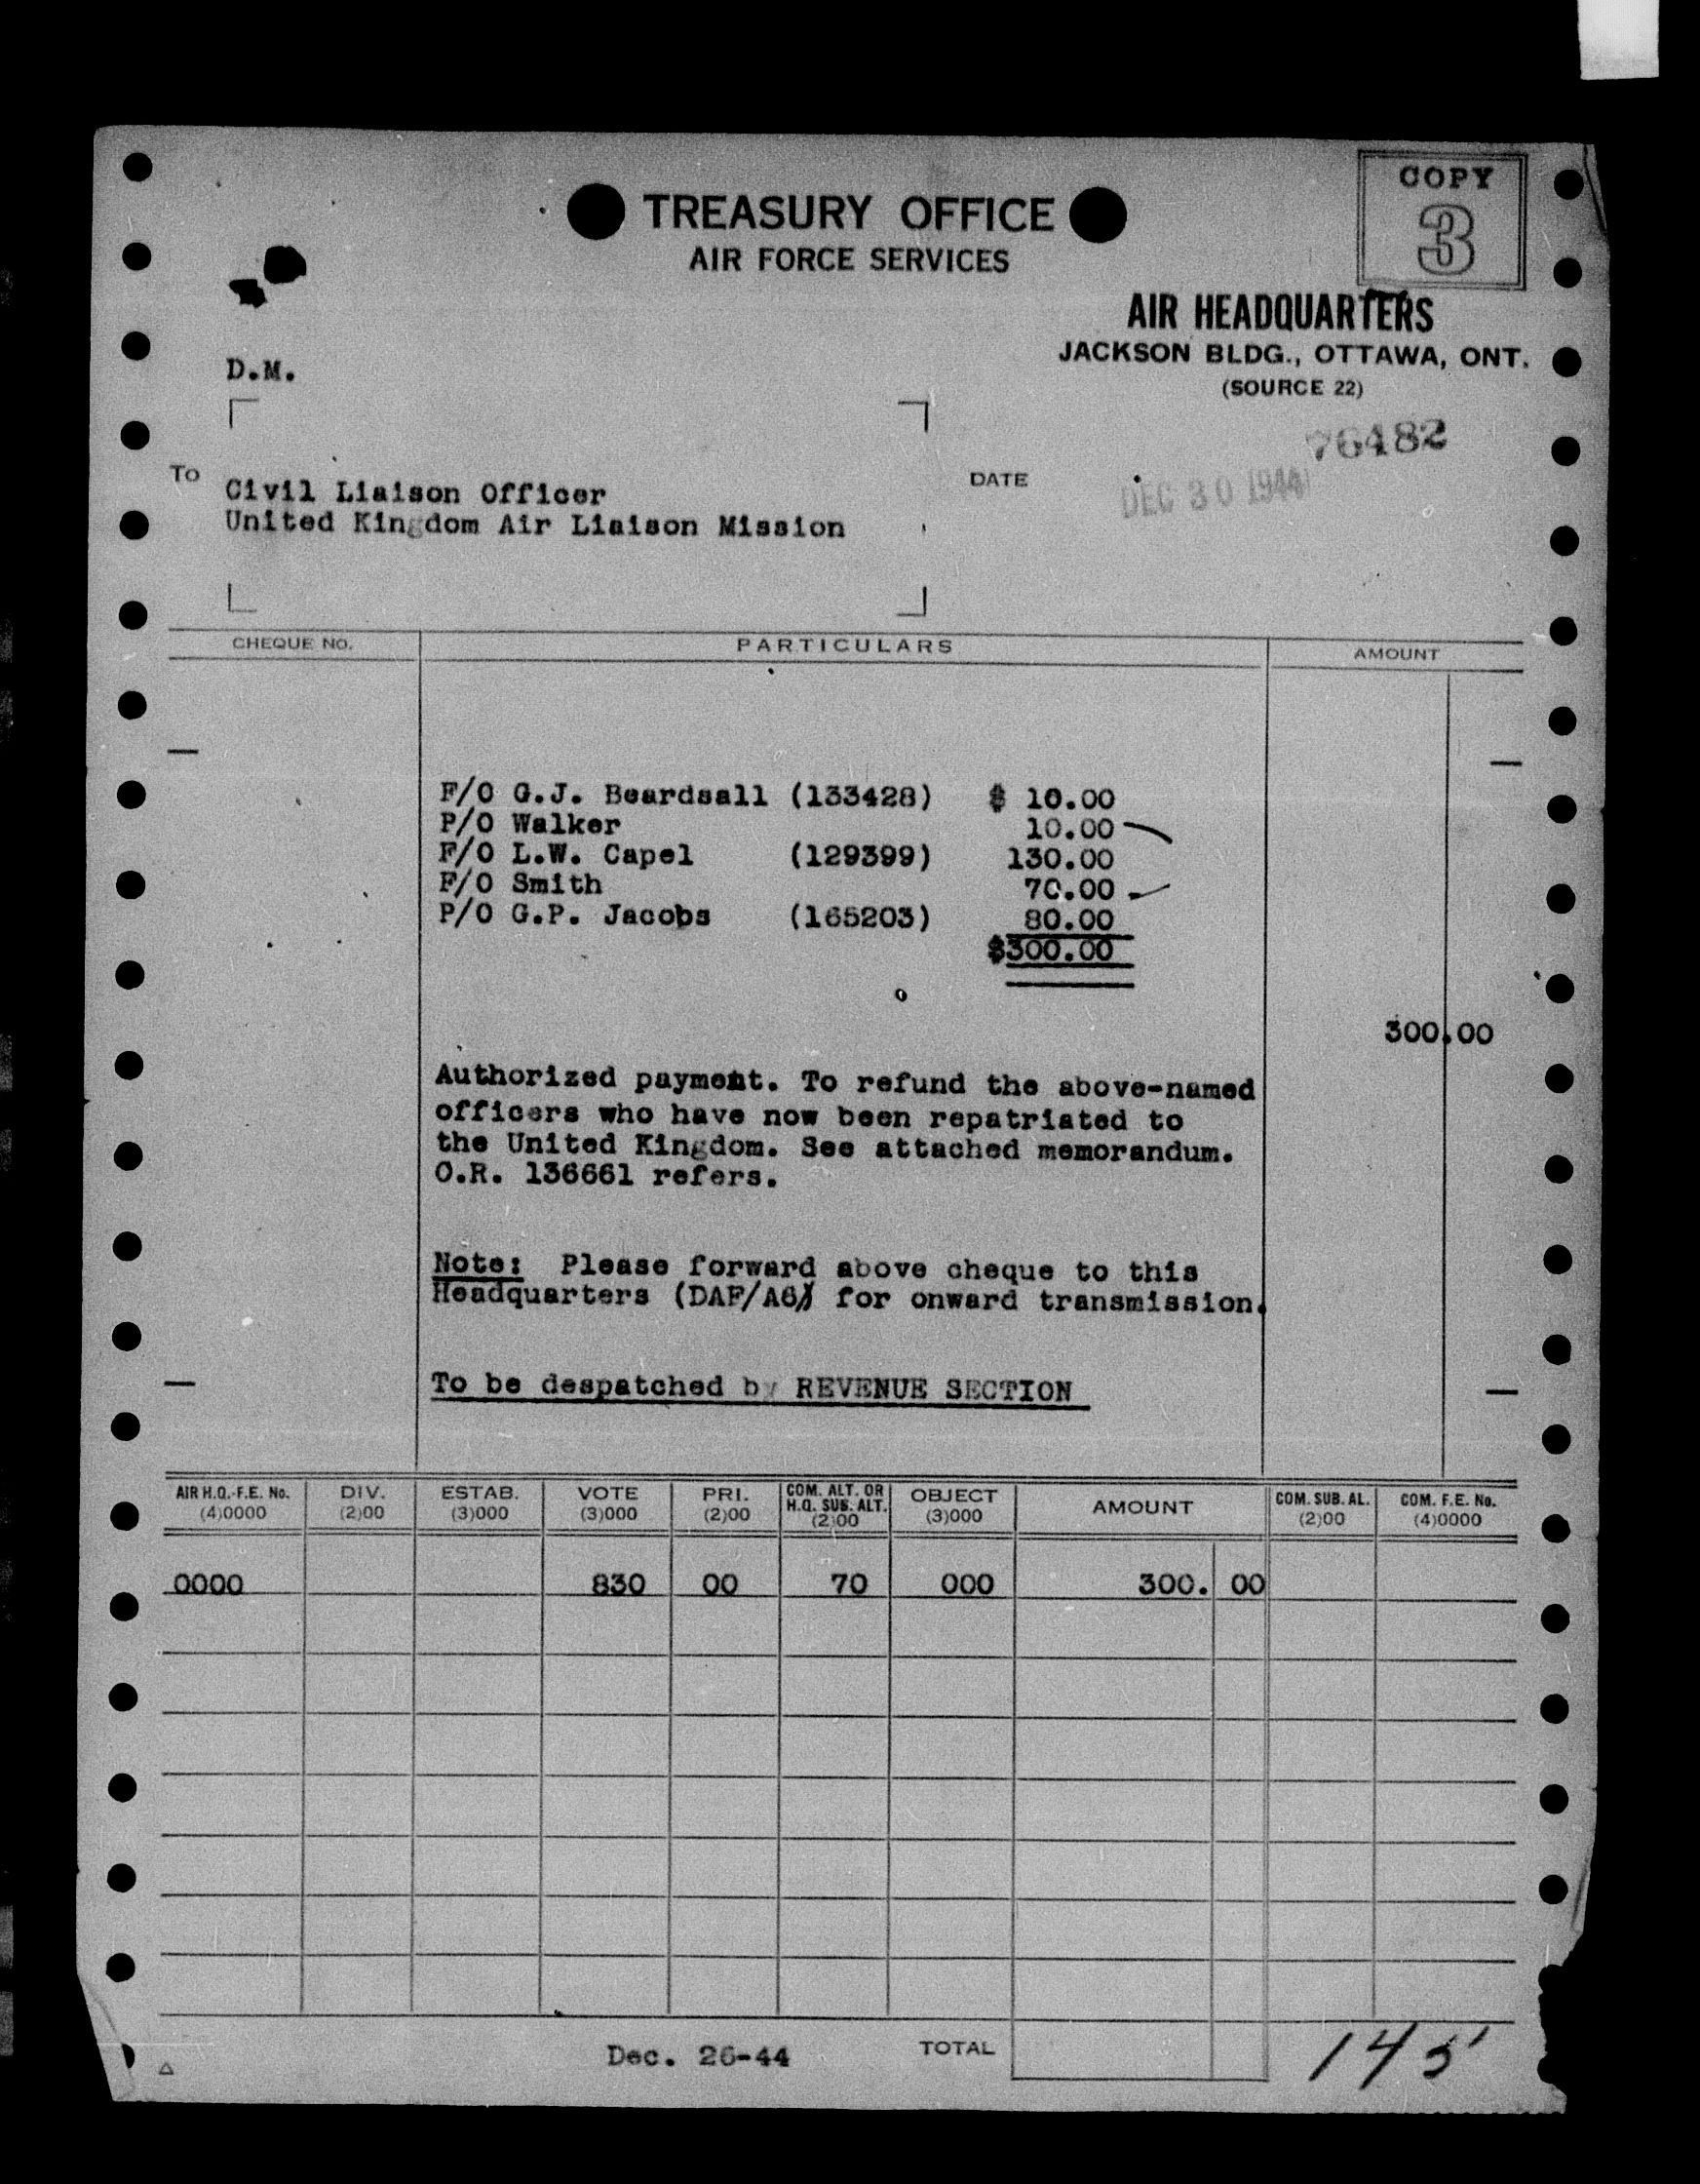 COPY
3
TREASURY OFFICE
AIR FORCE SERVICES
AIR HEADQUARTERS
JACKSON BLDG., OTTAWA, ONT.
(SOURCE 22)
D.M.
76482
TO
Civil Liaison Officer
United Kingdom Air Liaison Mission
DATE
DEC 30 1944
CHEQUE NO. PARTICULARS AMOUNT
F/O G.J. Beardsall (133428) $ 10.00
P/O Walker 10.00
F/O L.W. Capel (129399) 130.00
F/O Smith 70.00
P/O G.P. Jacobs (165203) 80.00
$300.00
300.00
Authorized payment. To refund the above-named
officers who have now been repatriated to
the United Kingdom. See attached memorandum.
O.R. 136661 refers.
Note: Please forward above cheque to this
Headquarters (DAF/A6) for onward transmission.
To be despatched by REVENUE SECTION
AIR H.Q.-F.E. No. (4)0000 DIV. (2)00 ESTAB. (3)000 VOTE (3)000 PRI. (2)00 COM. ALT. OR H.Q. SUB. ALT. (2)00 OBJECT (3)000 AMOUNT COM. SUB. AL. (2)00 COM. F.E. No. (4)0000
0000 830 00 70 000 300. 00
Dec. 26-44 TOTAL
145